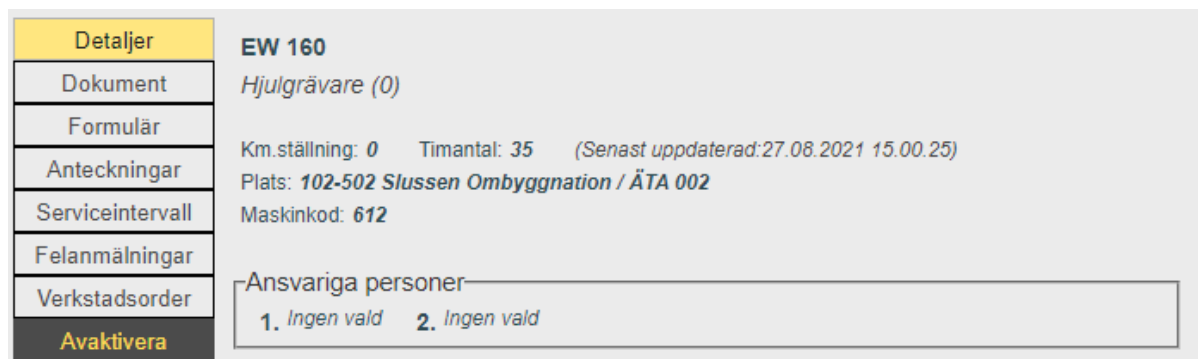 Detaljer
Dokument
Formulär
Anteckningar
Serviceintervall
Felanmälningar
Verkstadsorder
Avaktivera
EW 160
Hjulgrävare (0)
Km.ställning: 0 Timantal: 35 (Senast uppdaterad:27.08.2021 15.00.25)
Plats: 102-502 Slussen Ombyggnation / ÄTA 002
Maskinkod: 612
Ansvariga personer
1. Ingen vald 2. Ingen vald